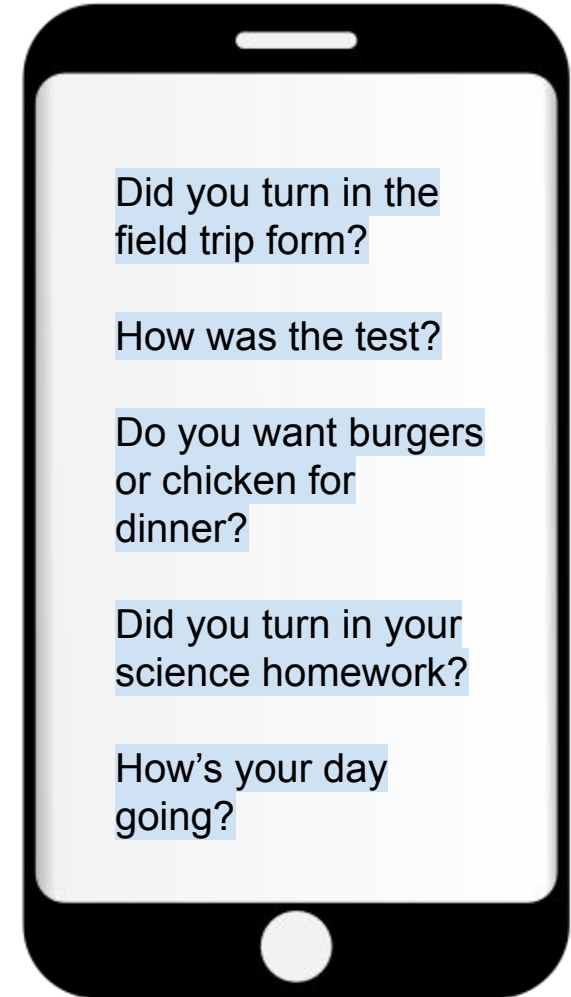 Did you turn in the
field trip form?
How was the test?
Do you want burgers
or chicken for
dinner?
Did you turn in your
science homework?
How’s your day
going?